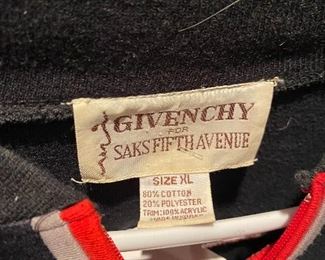 GIVENCHY
FOR
SAKS FIFTH AVENUE
SIZE XL
80% COTTON
20% POLYESTER
TRIM: 100% ACRYLIC